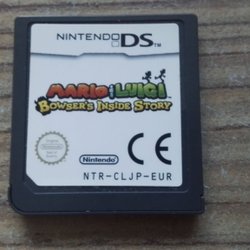 NINTENDO DS
MARIO & LUIGI
BOWSER'S INSIDE STORY
Nintendo
CE
NTR-CLJP-EUR